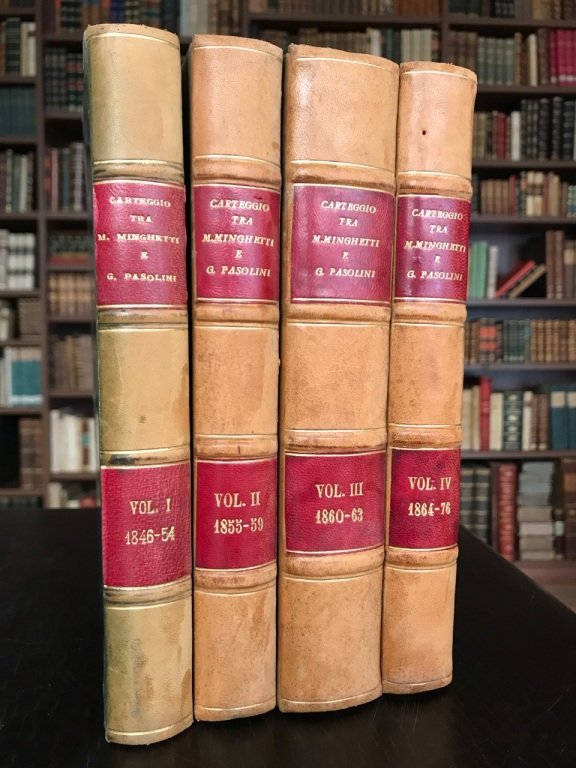 CARTEGGIO
TRA
M. MINGHETTI
E
G. PASOLINI
VOL. I
1846-54
CARTEGGIO
TRA
M.MINGHETTI
E
G. PASOLINI
VOL. II
1855-59
CARTEGGIO
TRA
M.MINGHETTI
E
G. PASOLINI
VOL. III
1860-63
CARTEGGIO
TRA
M.MINGHETTI
E
G. PASOLINI
VOL. IV
1864-76